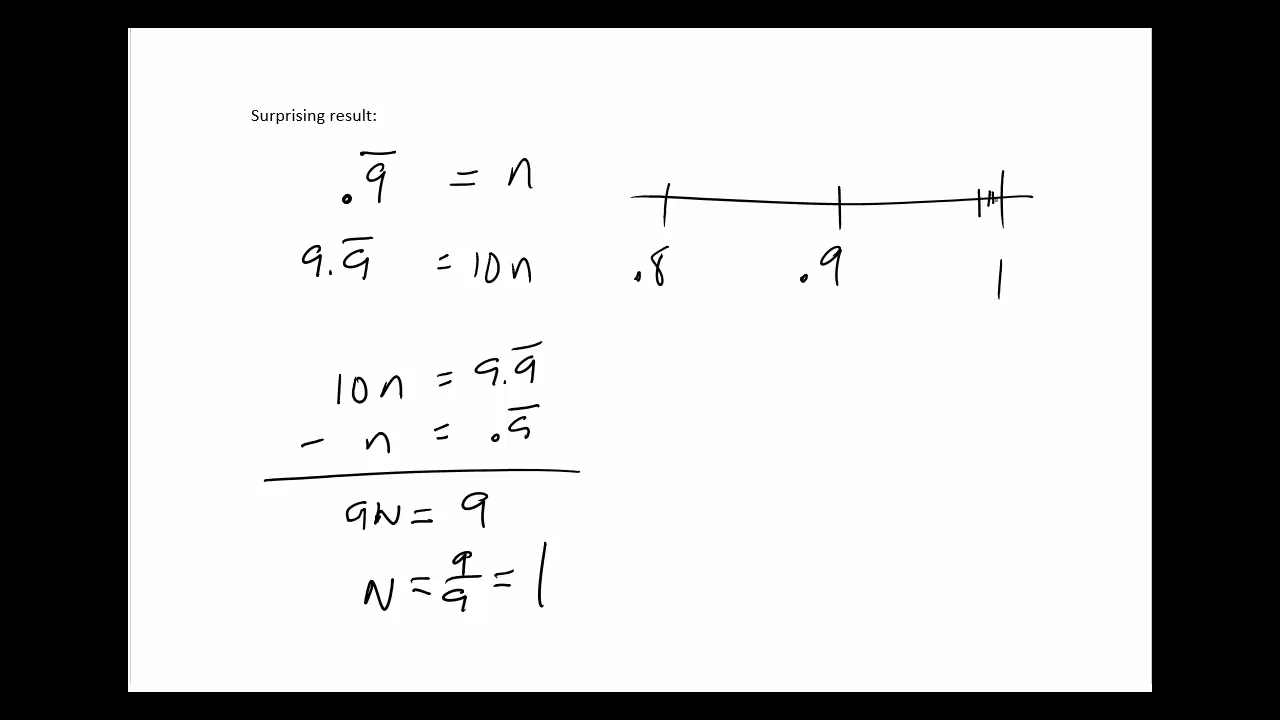 Surprising result:
.9̅ = n
9.9̅ = 10n
.8 .9 1
10n = 9.9̅
- n = .9̅
9N = 9
N = 9/9 = 1